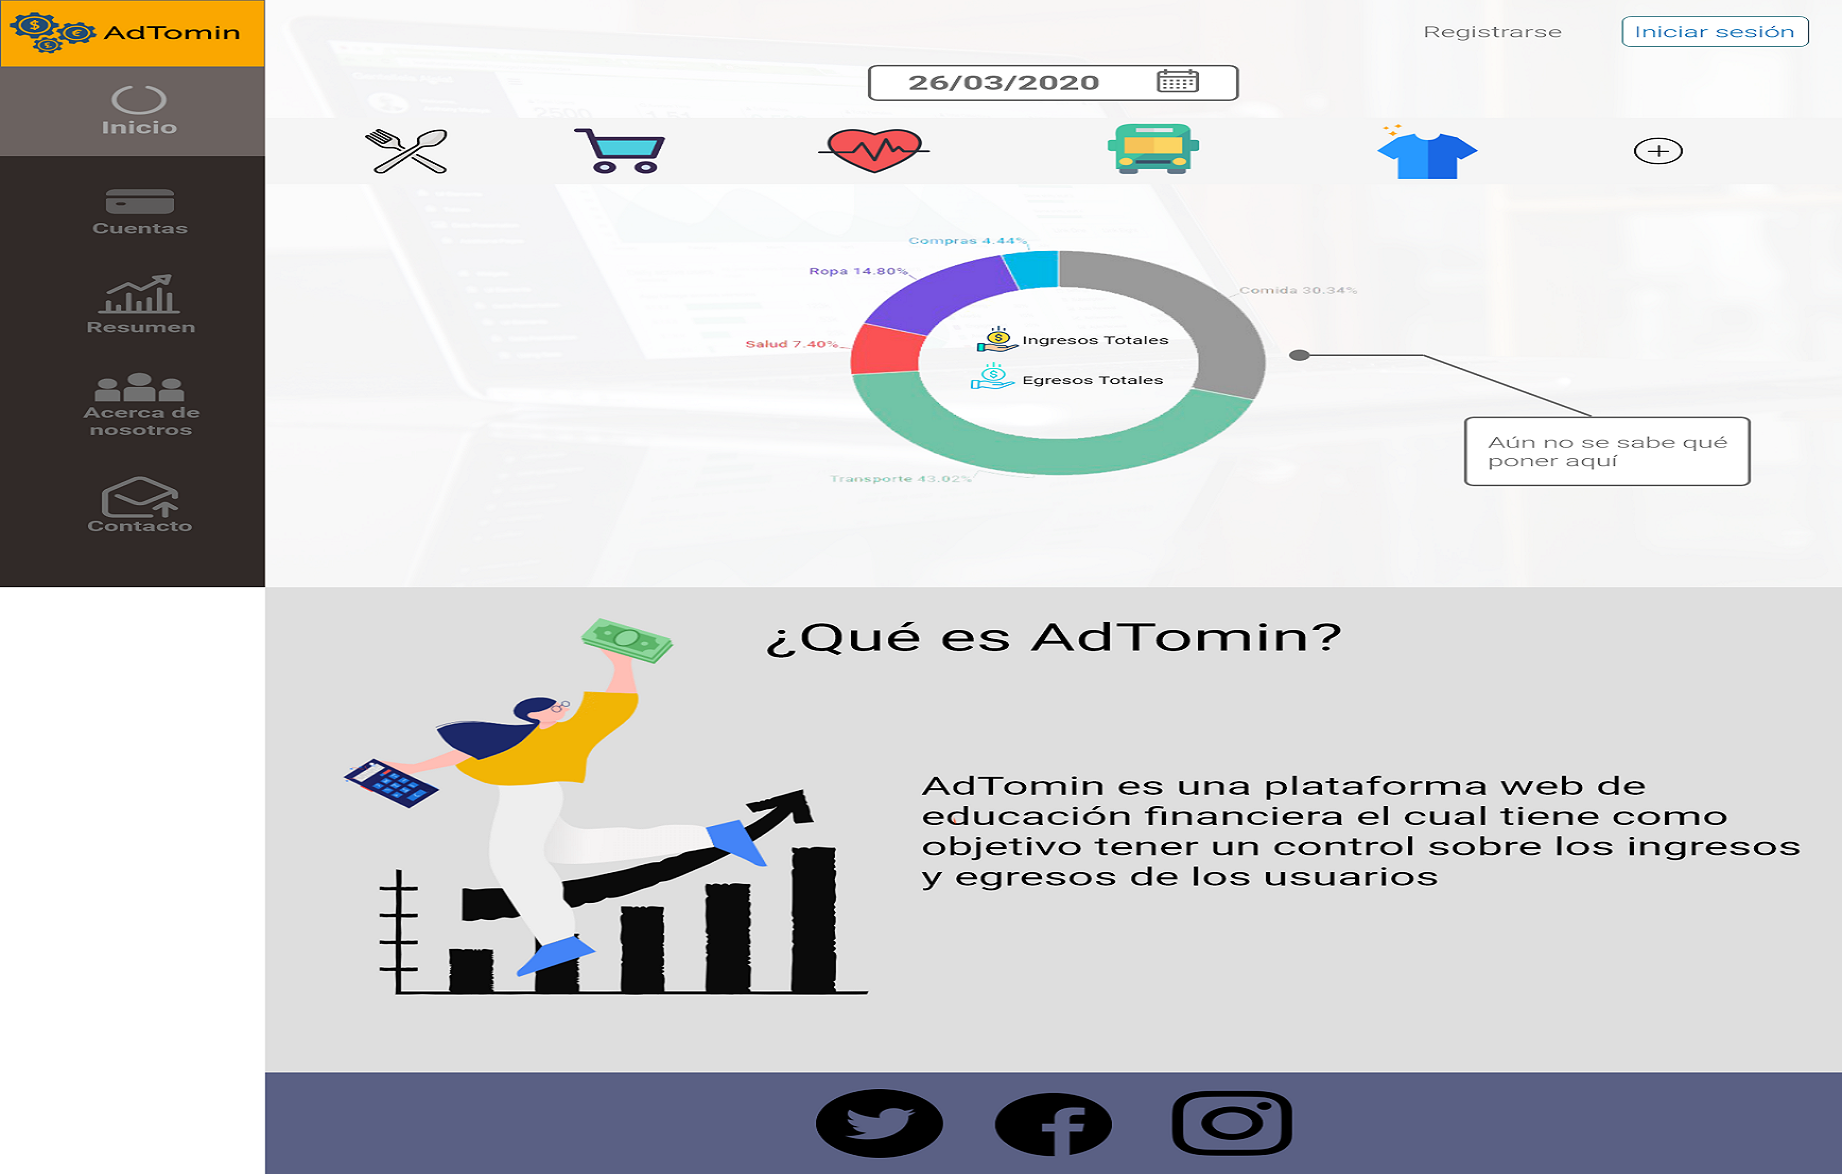 AdTomin
Registrarse
Iniciar sesión
26/03/2020
Inicio
Cuentas
Resumen
Acerca de
nosotros
Contacto
Compras 4.44%
Ropa 14.80%
Comida 30.34%
Salud 7.40%
Ingresos Totales
Egresos Totales
Transporte 43.02%
Aún no se sabe qué
poner aquí
¿Qué es AdTomin?
AdTomin es una plataforma web de
educación financiera el cual tiene como
objetivo tener un control sobre los ingresos
y egresos de los usuarios